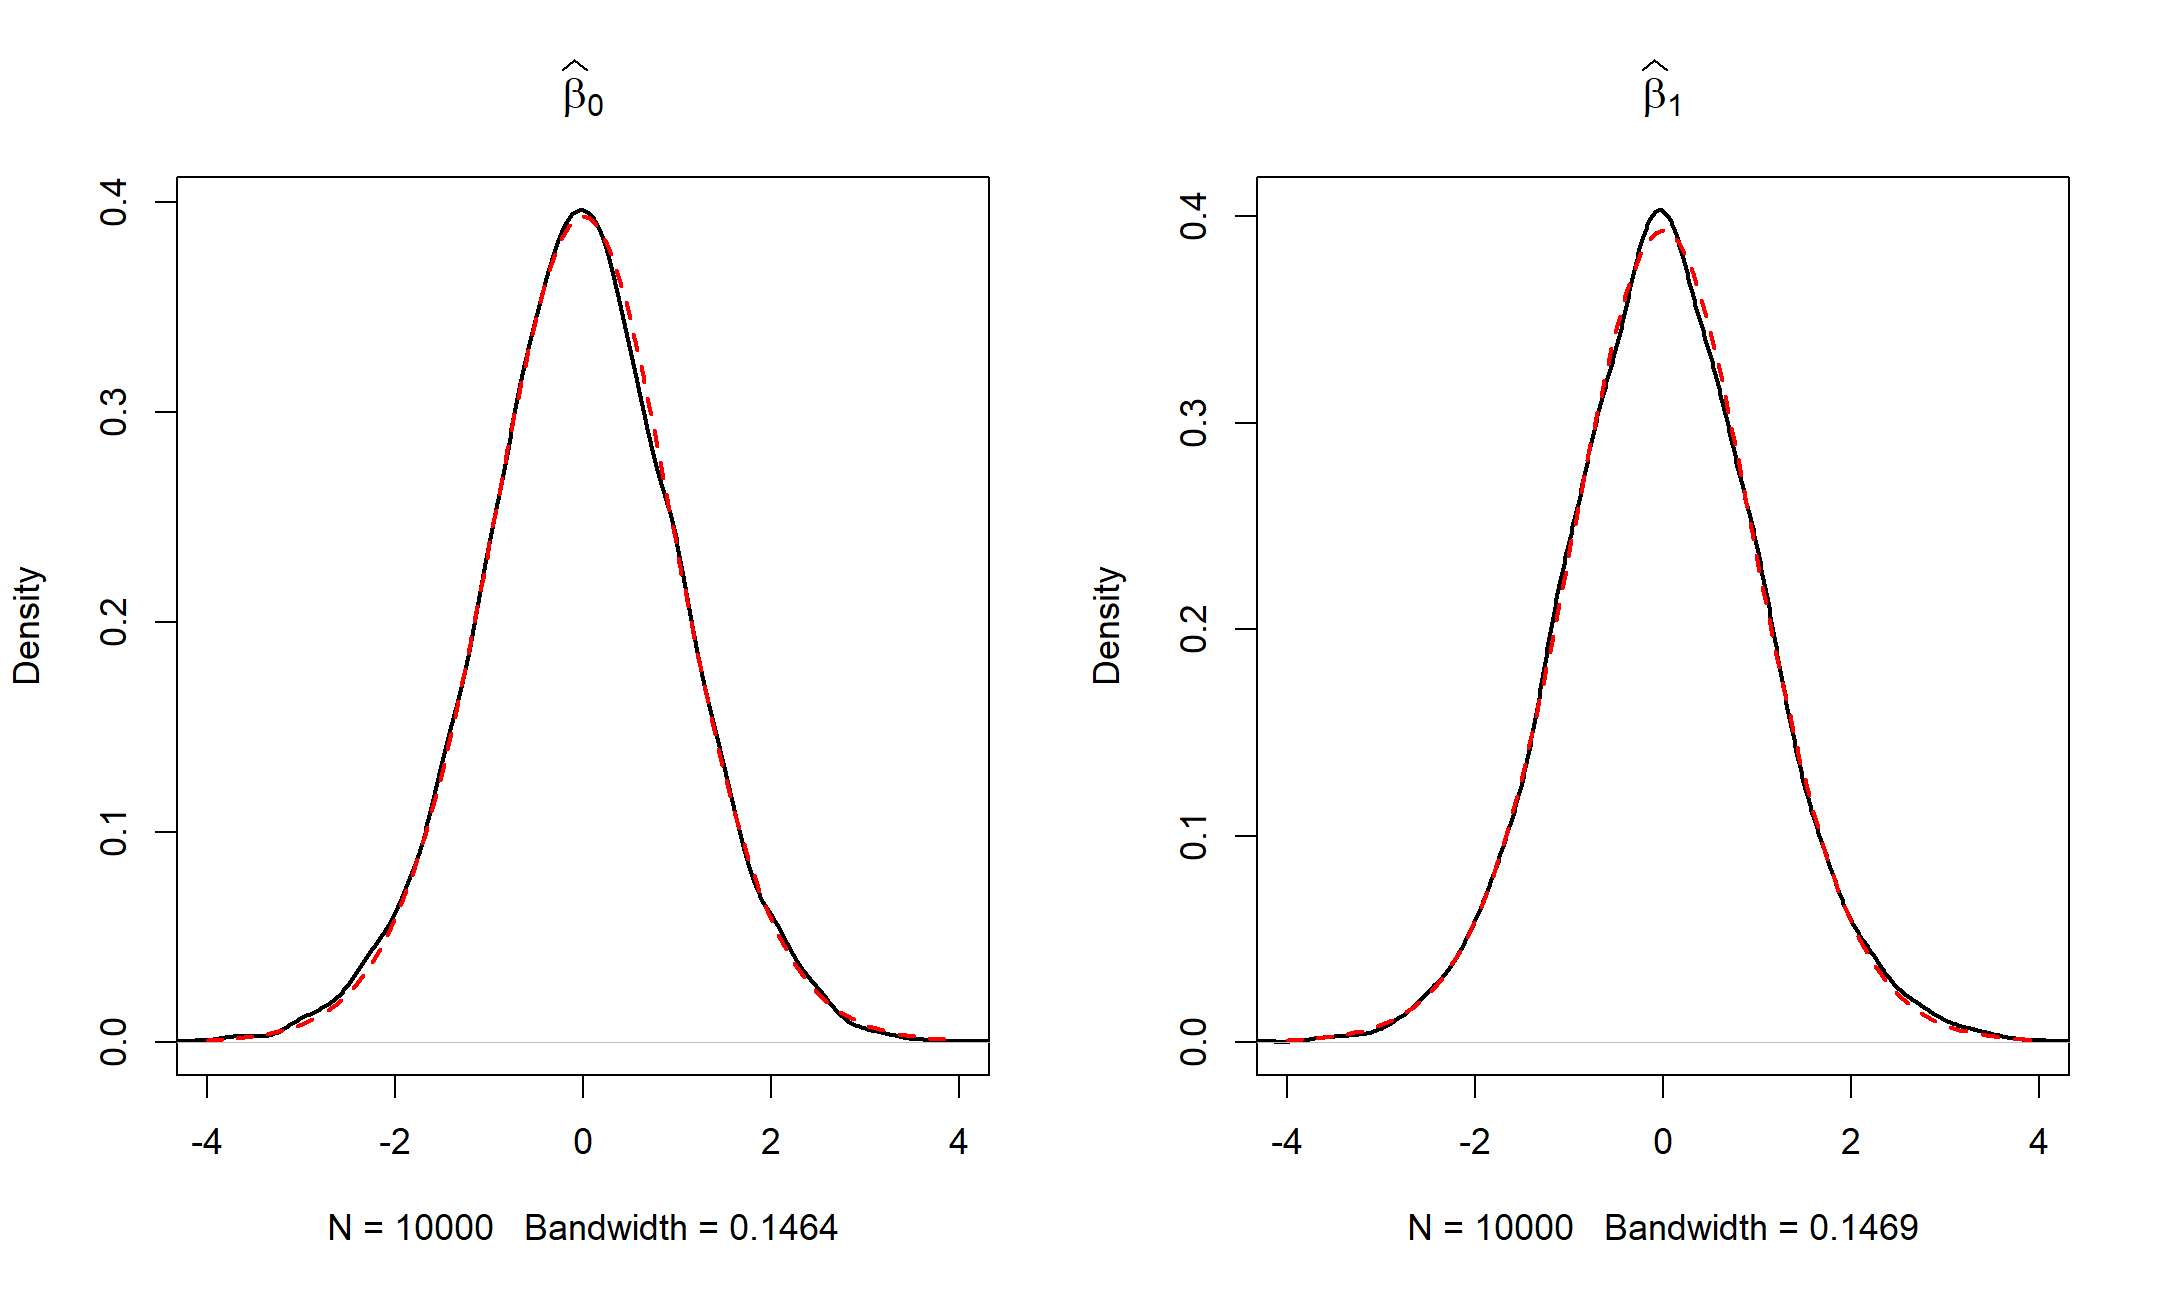 β̂₀
Density
0.0 0.1 0.2 0.3 0.4
-4 -2 0 2 4
N = 10000 Bandwidth = 0.1464
β̂₁
Density
0.0 0.1 0.2 0.3 0.4
-4 -2 0 2 4
N = 10000 Bandwidth = 0.1469